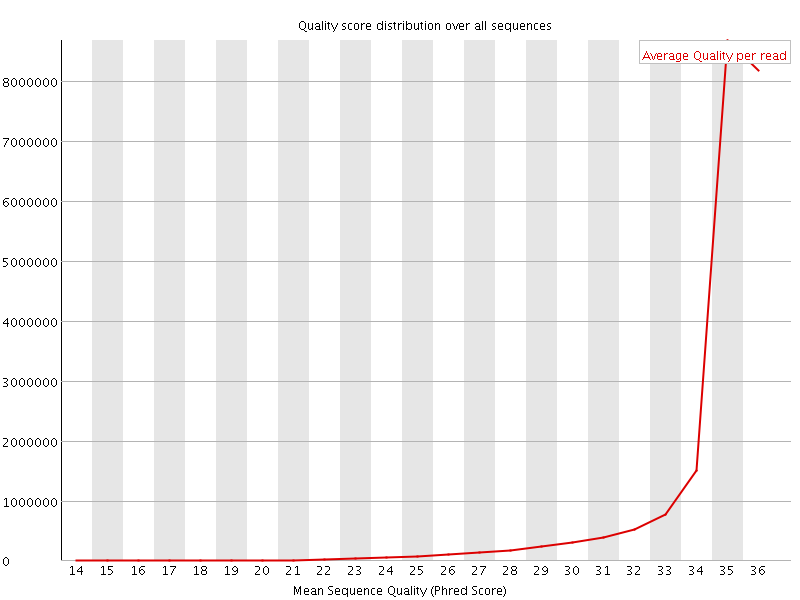 Quality score distribution over all sequences
Average Quality per read
8000000
7000000
6000000
5000000
4000000
3000000
2000000
1000000
0
14 15 16 17 18 19 20 21 22 23 24 25 26 27 28 29 30 31 32 33 34 35 36
Mean Sequence Quality (Phred Score)